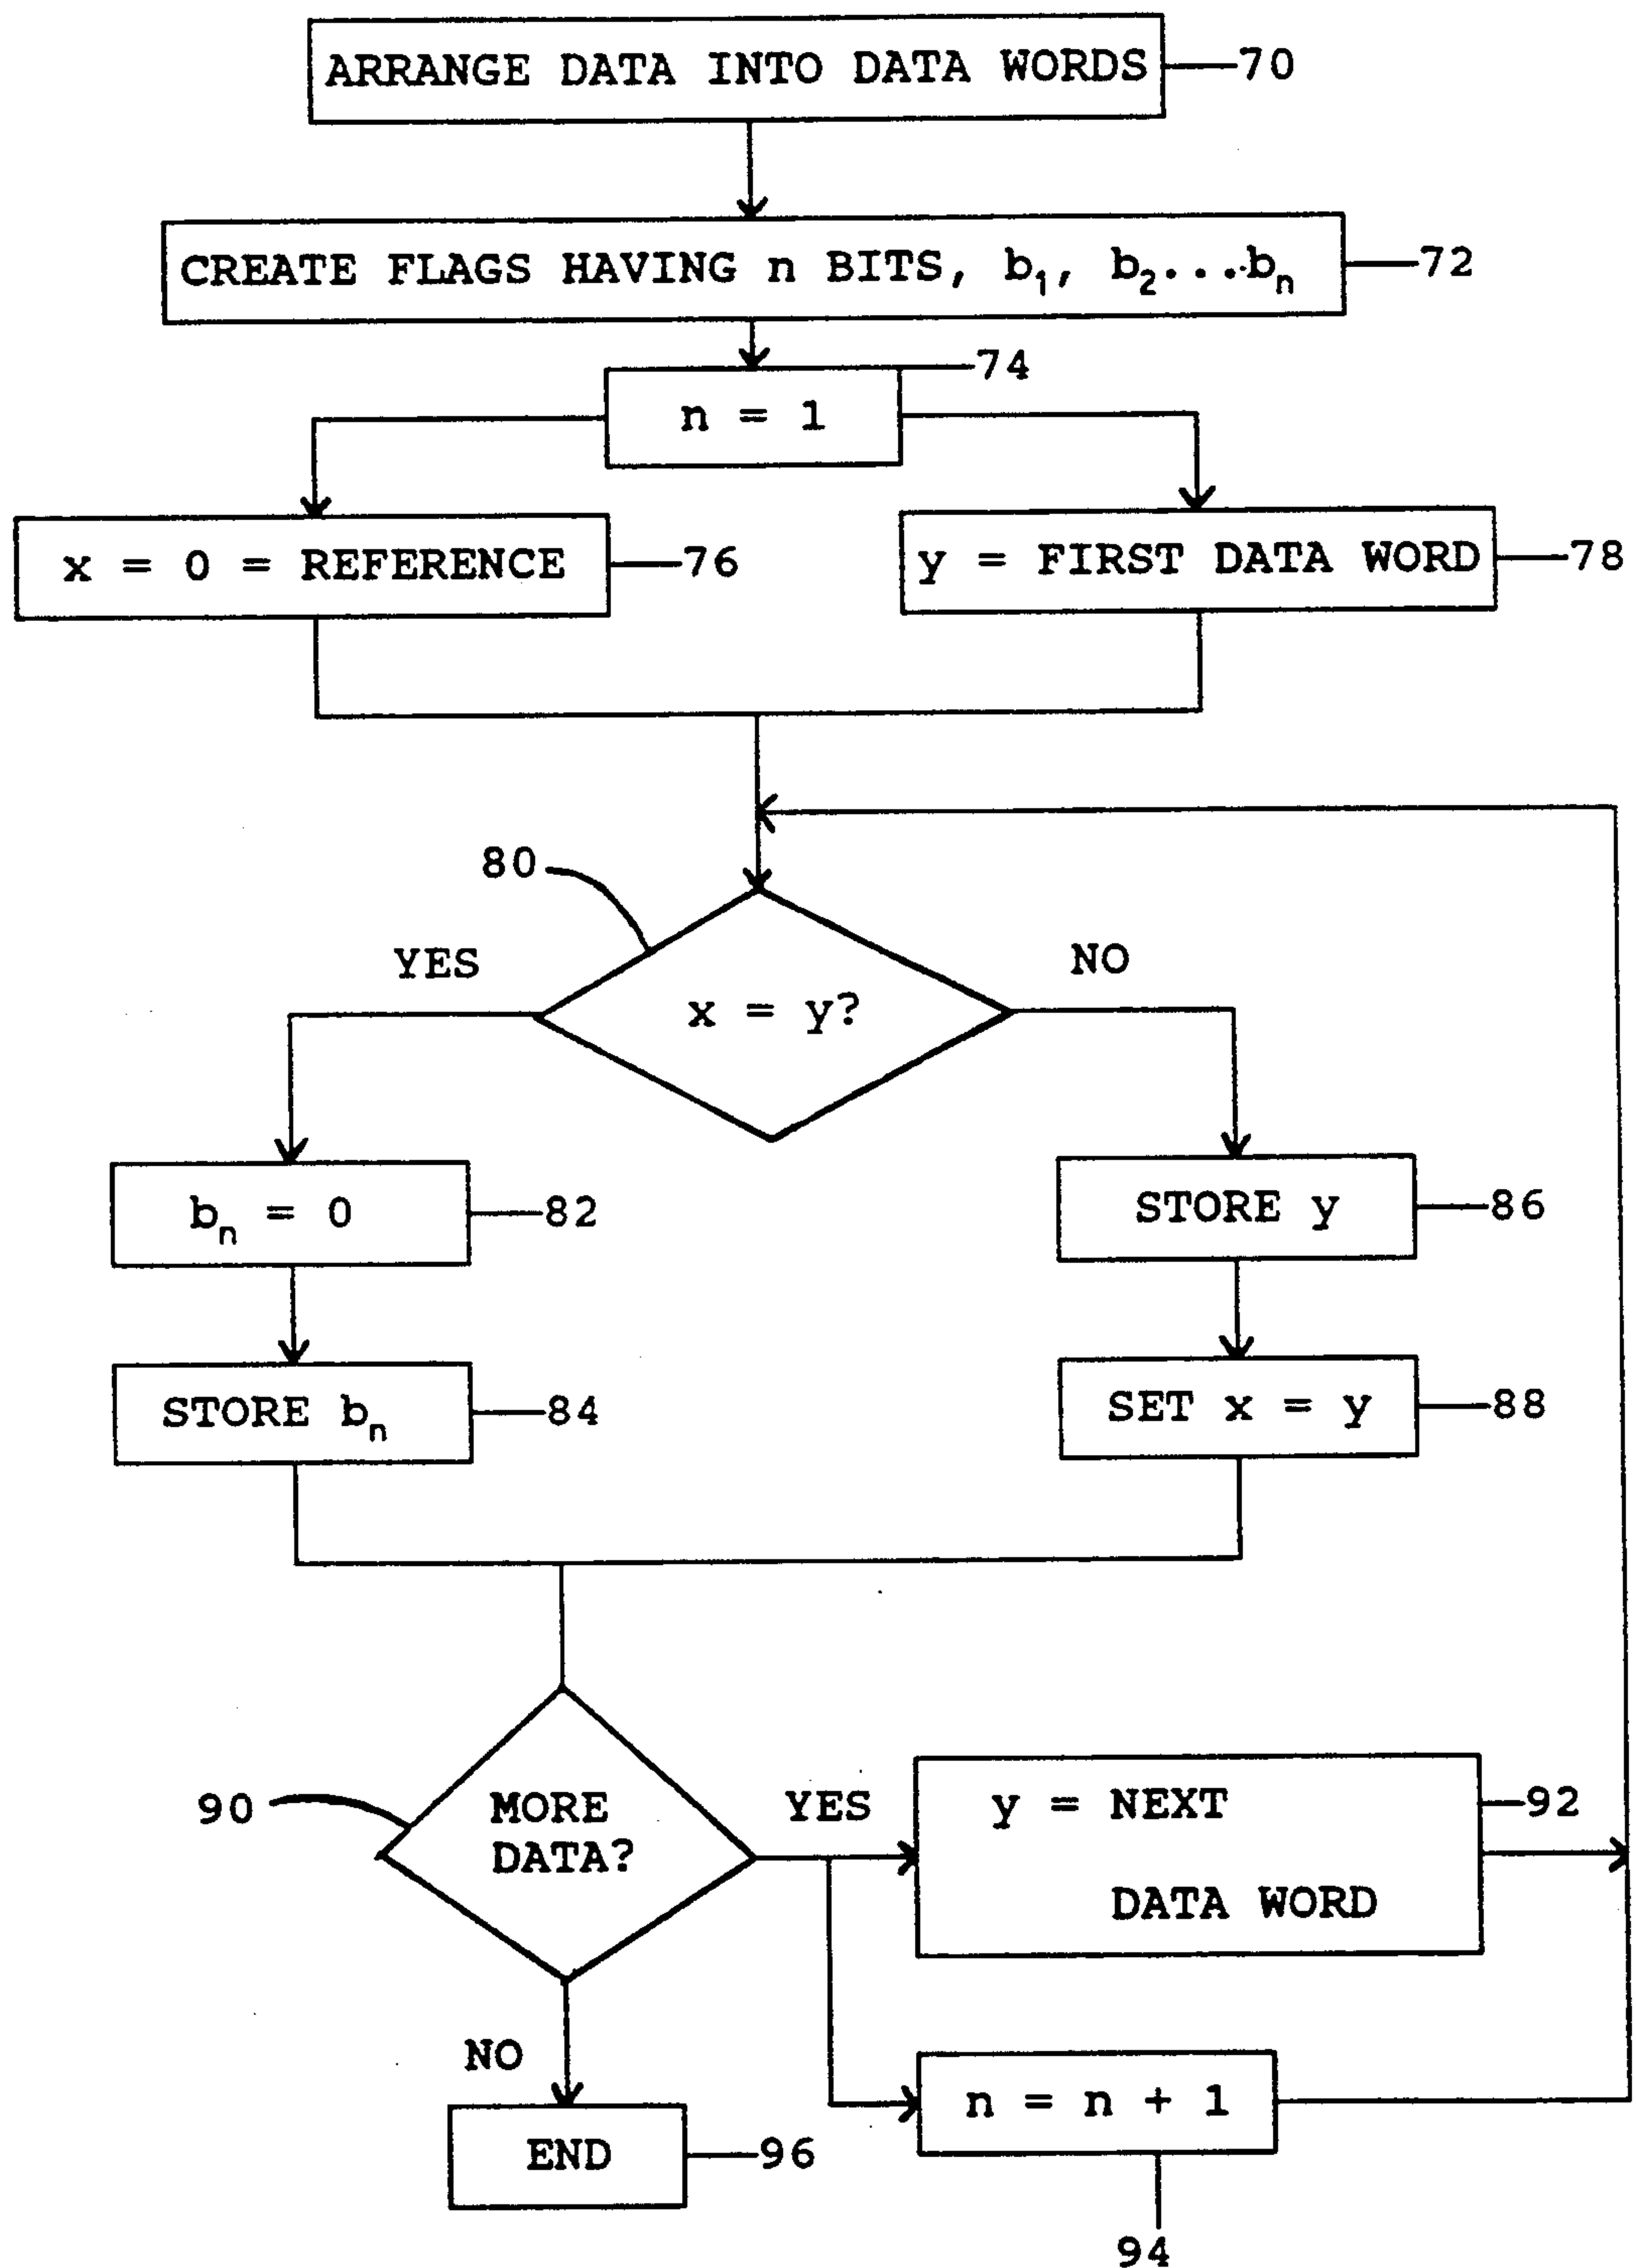 ARRANGE DATA INTO DATA WORDS 70
CREATE FLAGS HAVING n BITS, b₁, b₂...bₙ 72
74
n = 1
x = 0 = REFERENCE 76
y = FIRST DATA WORD 78
80
YES
NO
x = y?
bₙ = 0 82
STORE y 86
STORE bₙ 84
SET x = y 88
90
MORE
DATA?
YES
y = NEXT
DATA WORD
92
NO
n = n + 1
END 96
94